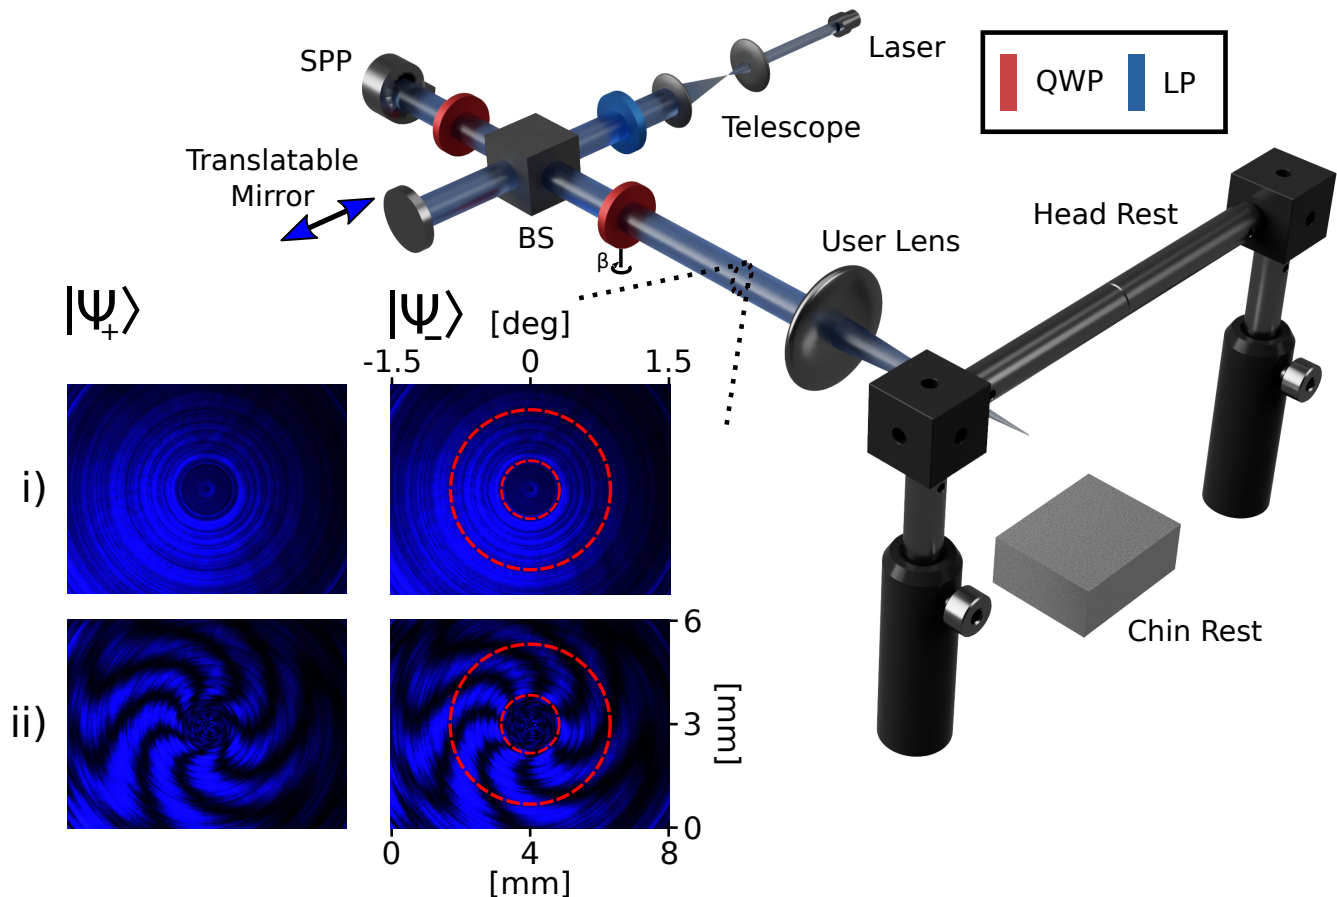 SPP
Laser
QWP
LP
Telescope
Translatable
Mirror
BS
β
User Lens
Head Rest
|Ψ+⟩
|Ψ-⟩
[deg]
-1.5
0
1.5
i)
ii)
6
3
0
[mm]
0
4
8
[mm]
Chin Rest